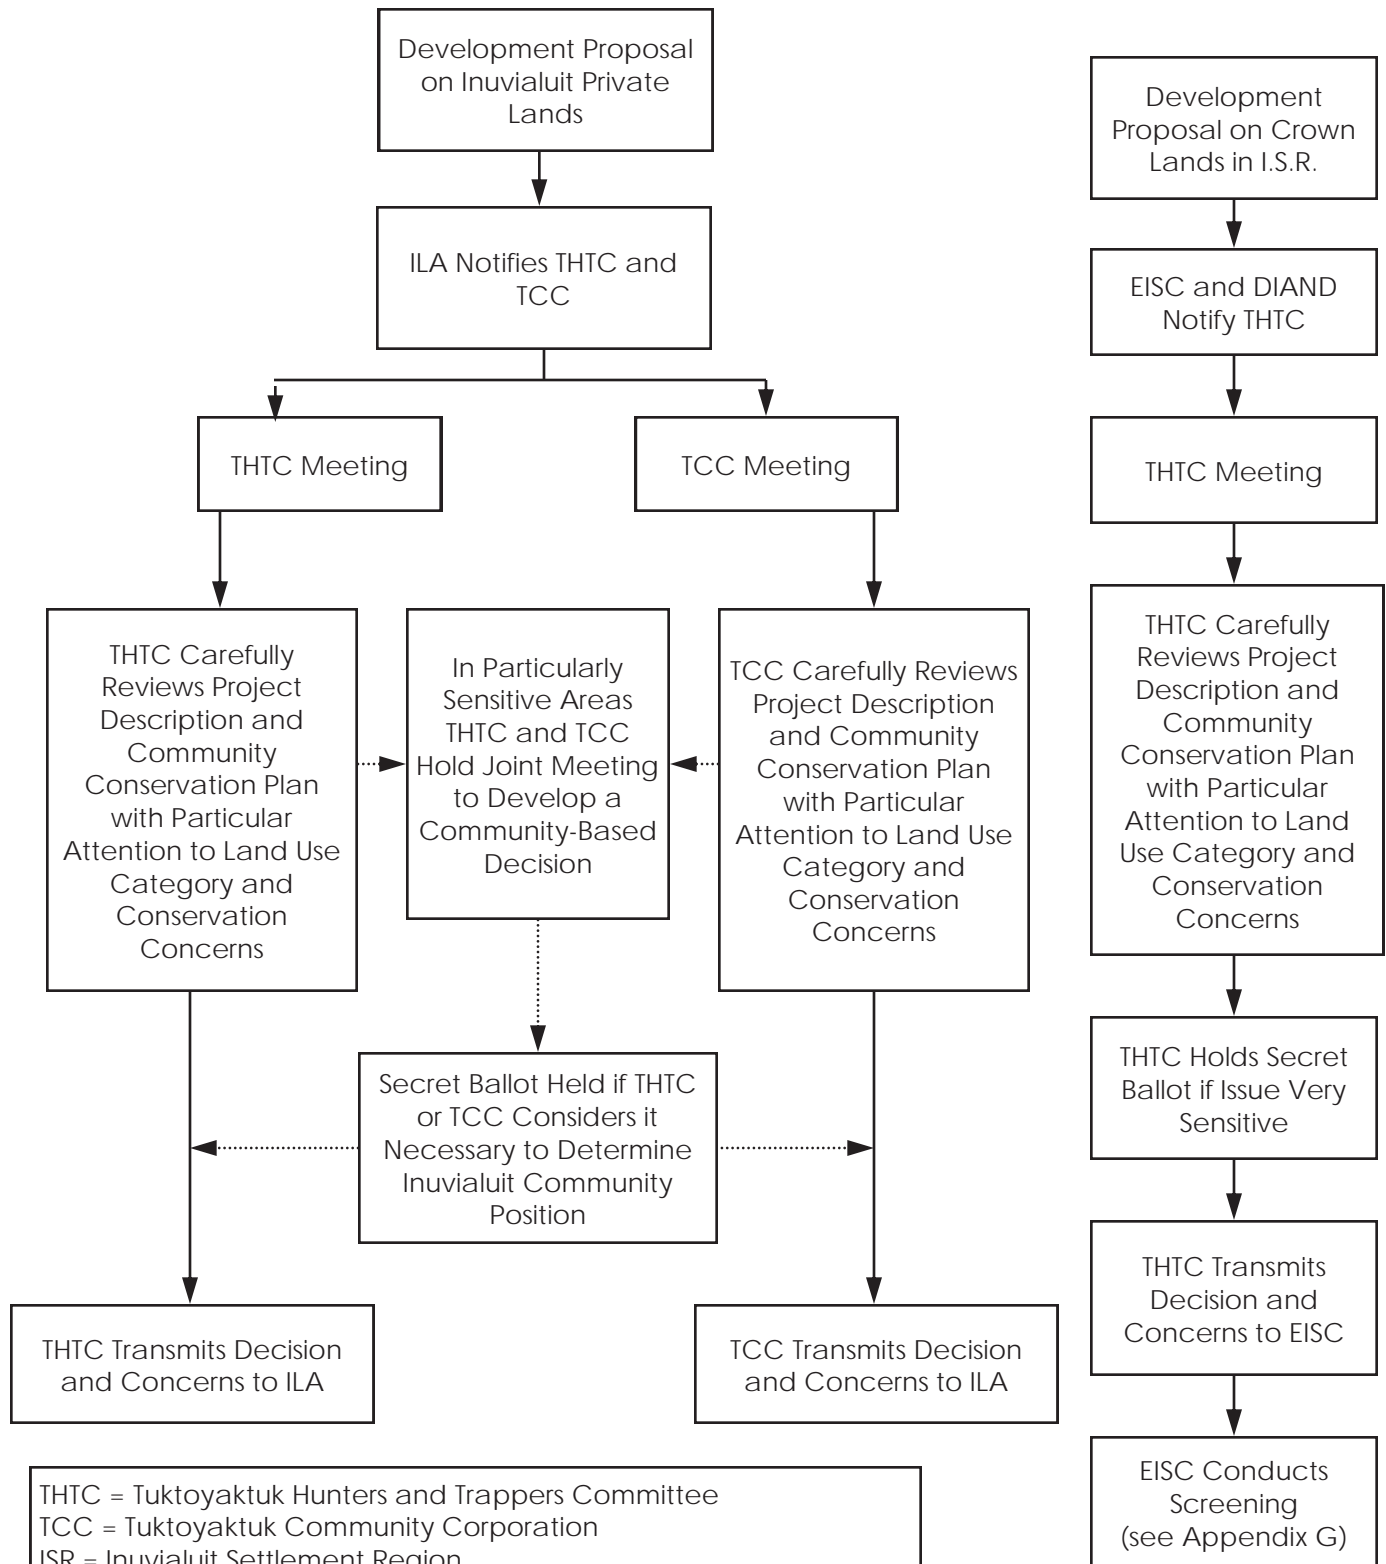 Development Proposal
on Inuvialuit Private
Lands
ILA Notifies THTC and
TCC
THTC Meeting
TCC Meeting
THTC Carefully
Reviews Project
Description and
Community
Conservation Plan
with Particular
Attention to Land Use
Category and
Conservation
Concerns
In Particularly
Sensitive Areas
THTC and TCC
Hold Joint Meeting
to Develop a
Community-Based
Decision
TCC Carefully Reviews
Project Description
and Community
Conservation Plan
with Particular
Attention to Land Use
Category and
Conservation
Concerns
Secret Ballot Held if THTC
or TCC Considers it
Necessary to Determine
Inuvialuit Community
Position
THTC Transmits Decision
and Concerns to ILA
TCC Transmits Decision
and Concerns to ILA
Development
Proposal on Crown
Lands in I.S.R.
EISC and DIAND
Notify THTC
THTC Meeting
THTC Carefully
Reviews Project
Description and
Community
Conservation Plan
with Particular
Attention to Land
Use Category and
Conservation
Concerns
THTC Holds Secret
Ballot if Issue Very
Sensitive
THTC Transmits
Decision and
Concerns to EISC
EISC Conducts
Screening
(see Appendix G)
THTC = Tuktoyaktuk Hunters and Trappers Committee
TCC = Tuktoyaktuk Community Corporation
ISR = Inuvialuit Settlement Region